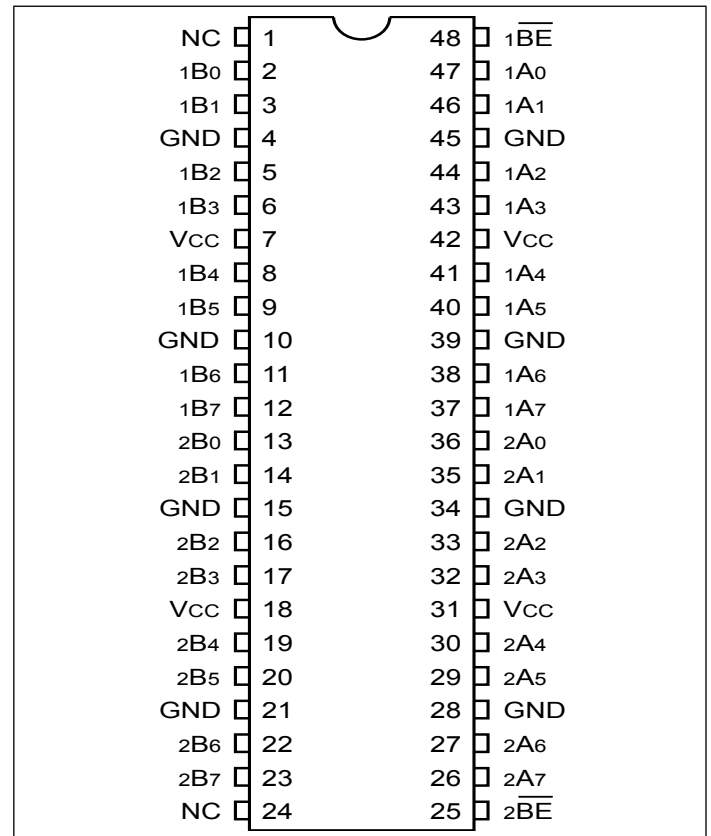 NC 1 48 1B̅E̅
1B0 2 47 1A0
1B1 3 46 1A1
GND 4 45 GND
1B2 5 44 1A2
1B3 6 43 1A3
VCC 7 42 VCC
1B4 8 41 1A4
1B5 9 40 1A5
GND 10 39 GND
1B6 11 38 1A6
1B7 12 37 1A7
2B0 13 36 2A0
2B1 14 35 2A1
GND 15 34 GND
2B2 16 33 2A2
2B3 17 32 2A3
VCC 18 31 VCC
2B4 19 30 2A4
2B5 20 29 2A5
GND 21 28 GND
2B6 22 27 2A6
2B7 23 26 2A7
NC 24 25 2B̅E̅